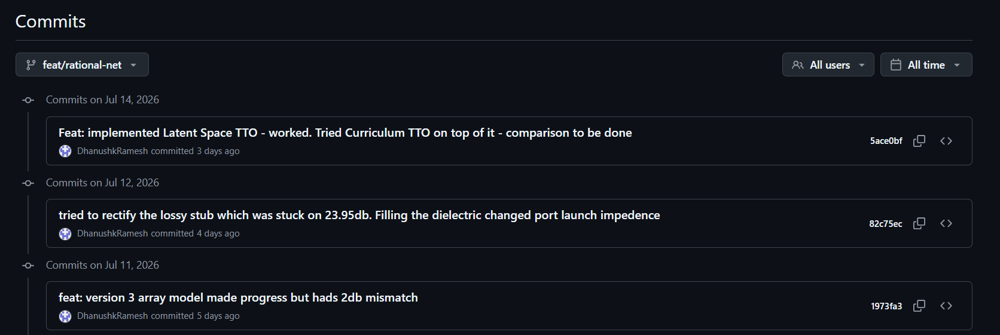 Commits
feat/rational-net
All users
All time
Commits on Jul 14, 2026
Feat: implemented Latent Space TTO - worked. Tried Curriculum TTO on top of it - comparison to be done
DhanushkRamesh committed 3 days ago
5ace0bf
Commits on Jul 12, 2026
tried to rectify the lossy stub which was stuck on 23.95db. Filling the dielectric changed port launch impedence
DhanushkRamesh committed 4 days ago
82c75ec
Commits on Jul 11, 2026
feat: version 3 array model made progress but hads 2db mismatch
DhanushkRamesh committed 5 days ago
1973fa3